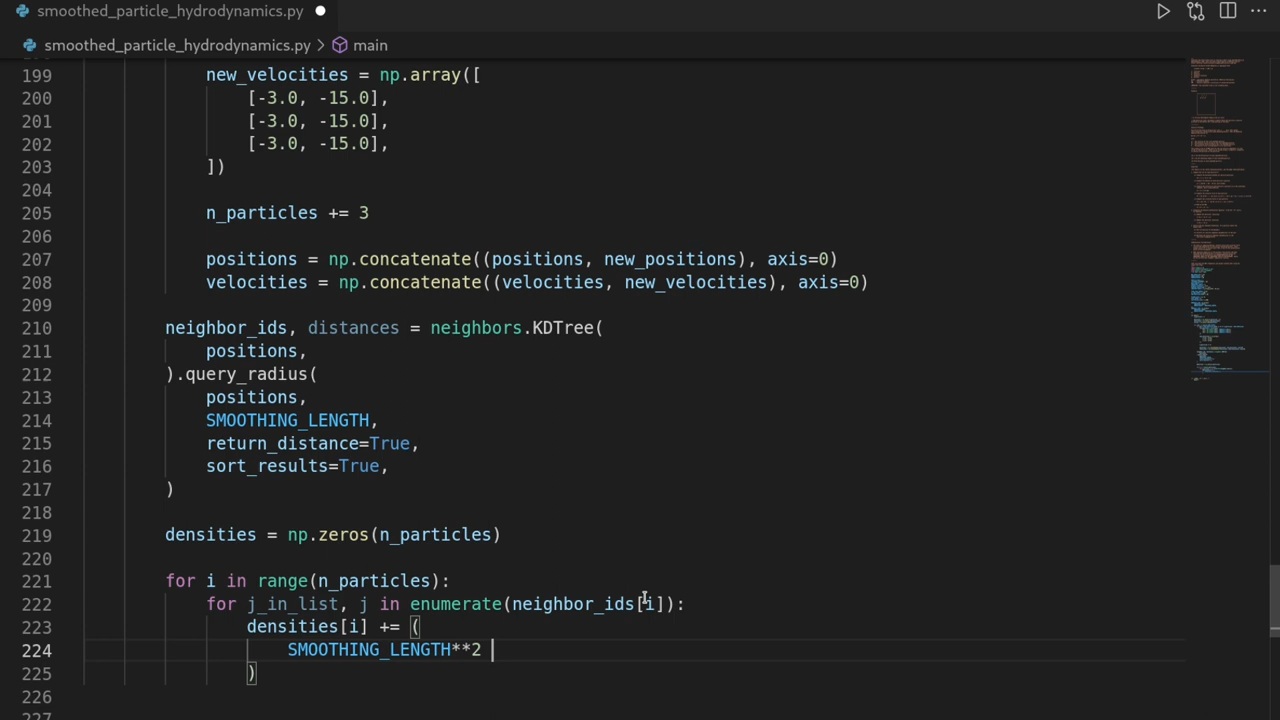 smoothed_particle_hydrodynamics.py
smoothed_particle_hydrodynamics.py > main
199 new_velocities = np.array([
200 [-3.0, -15.0],
201 [-3.0, -15.0],
202 [-3.0, -15.0],
203 ])
204
205 n_particles += 3
206
207 positions = np.concatenate((positions, new_positions), axis=0)
208 velocities = np.concatenate((velocities, new_velocities), axis=0)
209
210 neighbor_ids, distances = neighbors.KDTree(
211 positions,
212 ).query_radius(
213 positions,
214 SMOOTHING_LENGTH,
215 return_distance=True,
216 sort_results=True,
217 )
218
219 densities = np.zeros(n_particles)
220
221 for i in range(n_particles):
222 for j_in_list, j in enumerate(neighbor_ids[i]):
223 densities[i] += (
224 SMOOTHING_LENGTH**2
225 )
226
227